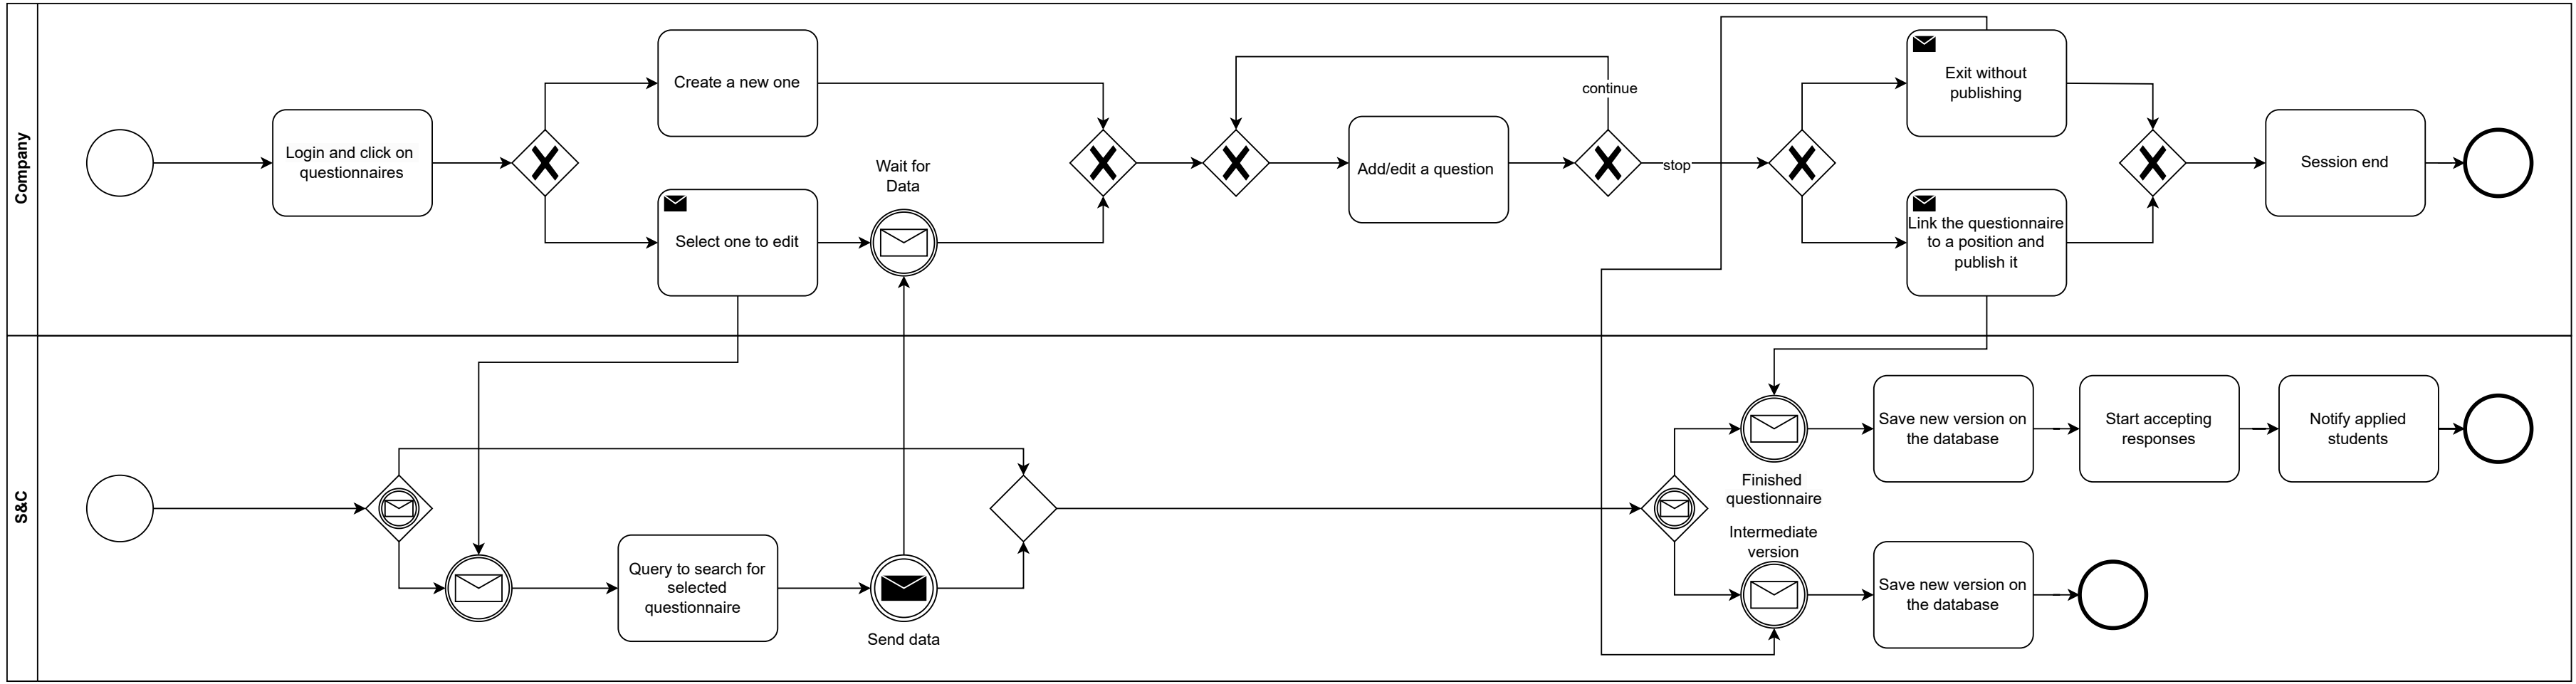 Company
Login and click on
questionnaires
Create a new one
Select one to edit
Wait for
Data
Add/edit a question
continue
stop
Exit without
publishing
Link the questionnaire
to a position and
publish it
Session end
S&C
Query to search for
selected
questionnaire
Send data
Finished
questionnaire
Intermediate
version
Save new version on
the database
Start accepting
responses
Notify applied
students
Save new version on
the database